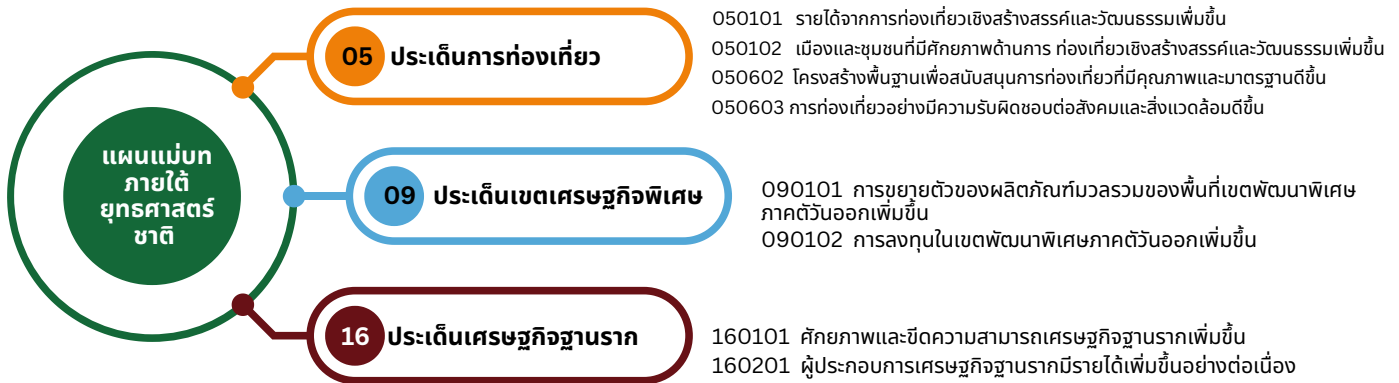 แผนแม่บท
ภายใต้
ยุทธศาสตร์
ชาติ
05 ประเด็นการท่องเที่ยว
050101 รายได้จากการท่องเที่ยวเชิงสร้างสรรค์และวัฒนธรรมเพิ่มขึ้น
050102 เมืองและชุมชนที่มีศักยภาพด้านการ ท่องเที่ยวเชิงสร้างสรรค์และวัฒนธรรมเพิ่มขึ้น
050602 โครงสร้างพื้นฐานเพื่อสนับสนุนการท่องเที่ยวที่มีคุณภาพและมาตรฐานดีขึ้น
050603 การท่องเที่ยวอย่างมีความรับผิดชอบต่อสังคมและสิ่งแวดล้อมดีขึ้น
09 ประเด็นเขตเศรษฐกิจพิเศษ
090101 การขยายตัวของผลิตภัณฑ์มวลรวมของพื้นที่เขตพัฒนาพิเศษ
ภาคตัวันออกเพิ่มขึ้น
090102 การลงทุนในเขตพัฒนาพิเศษภาคตัวันออกเพิ่มขึ้น
16 ประเด็นเศรษฐกิจฐานราก
160101 ศักยภาพและขีดความสามารถเศรษฐกิจฐานรากเพิ่มขึ้น
160201 ผู้ประกอบการเศรษฐกิจฐานรากมีรายได้เพิ่มขึ้นอย่างต่อเนื่อง